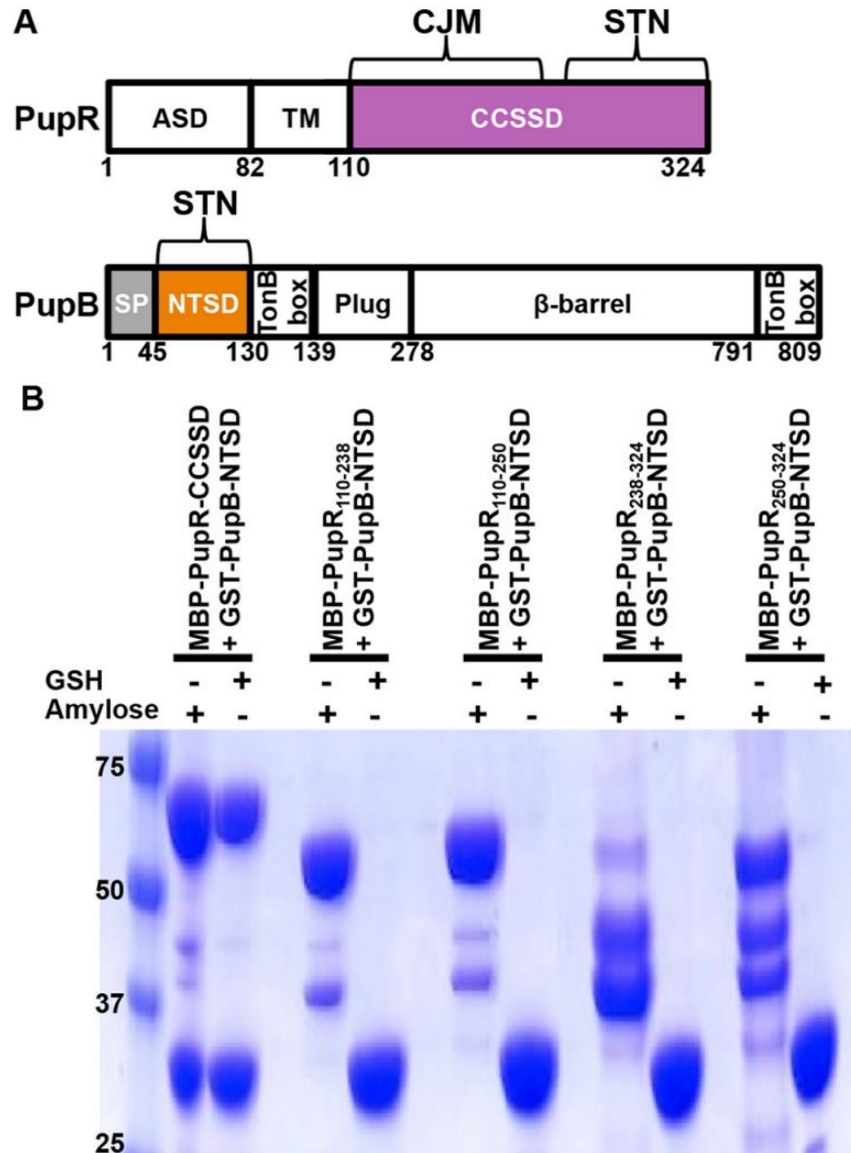 A
CJM STN
PupR ASD TM CCSSD
1 82 110 324
STN
PupB SP NTSD TonB box Plug β-barrel TonB box
1 45 130 139 278 791 809
B
MBP-PupR-CCSSD
+ GST-PupB-NTSD
MBP-PupR110-238
+ GST-PupB-NTSD
MBP-PupR110-250
+ GST-PupB-NTSD
MBP-PupR238-324
+ GST-PupB-NTSD
MBP-PupR250-324
+ GST-PupB-NTSD
GSH - + - + - + - + - +
Amylose + - + - + - + - + -
75
50
37
25